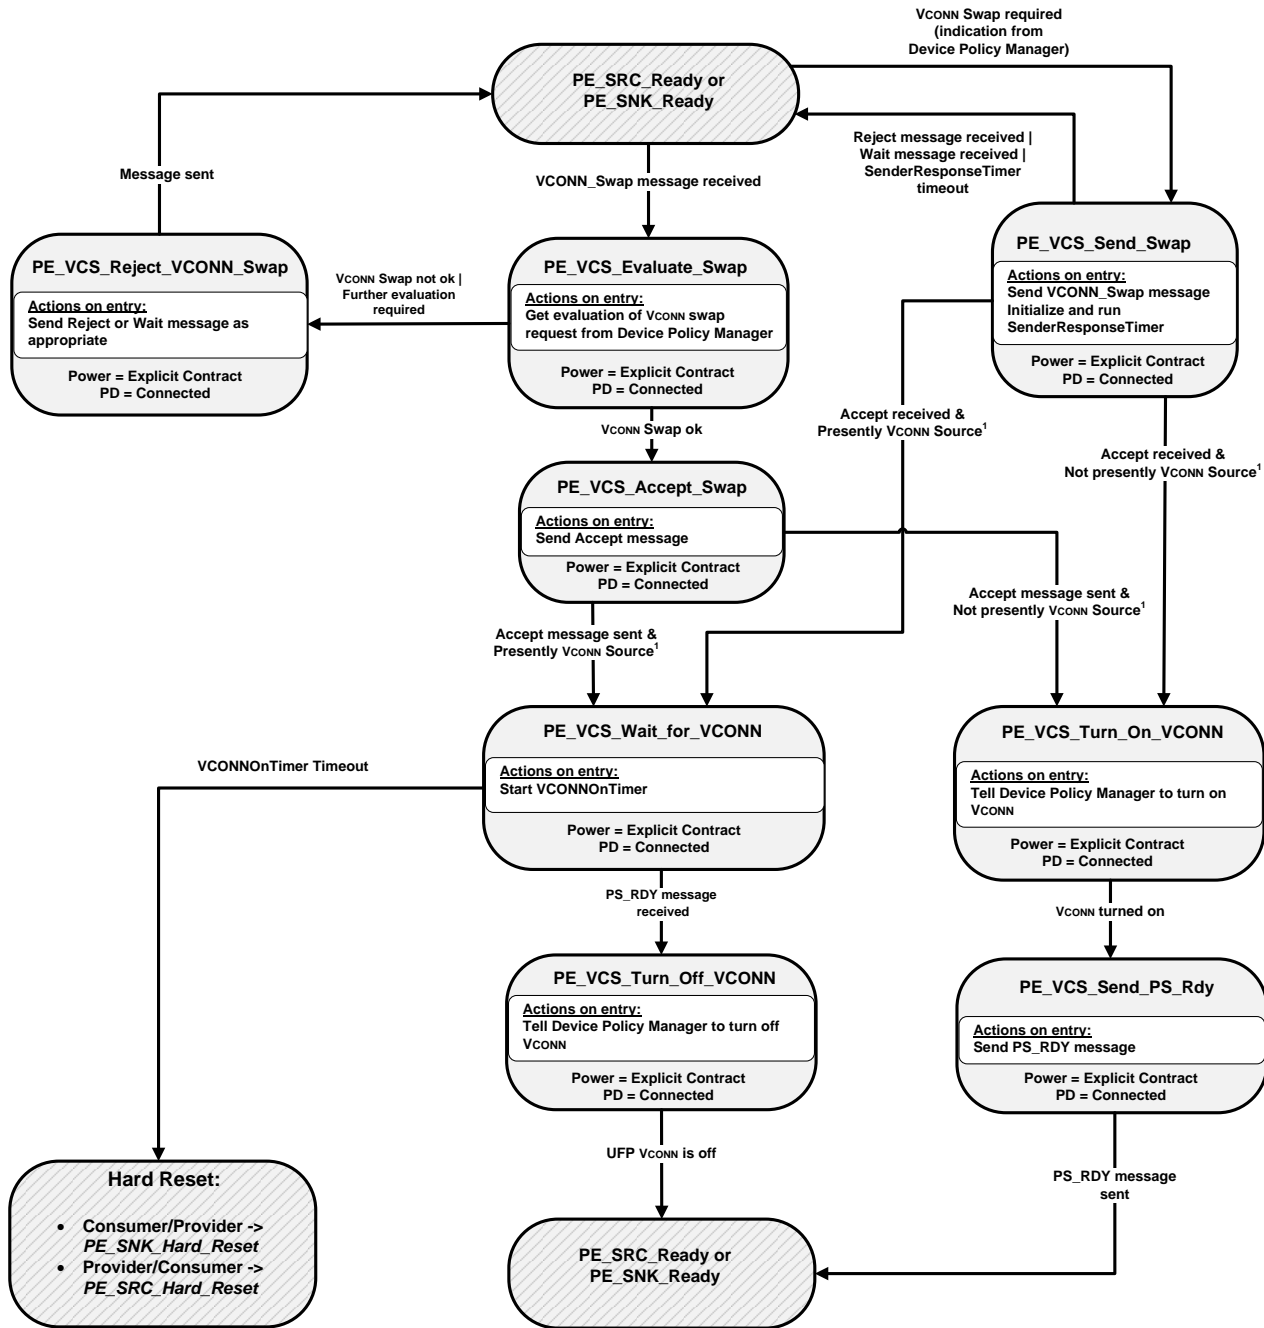 VCONN Swap required
(indication from
Device Policy Manager)
PE_SRC_Ready or
PE_SNK_Ready
Reject message received |
Wait message received |
SenderResponseTimer
timeout
Message sent
VCONN_Swap message received
PE_VCS_Reject_VCONN_Swap
Actions on entry:
Send Reject or Wait message as
appropriate
Power = Explicit Contract
PD = Connected
VCONN Swap not ok |
Further evaluation
required
PE_VCS_Evaluate_Swap
Actions on entry:
Get evaluation of VCONN swap
request from Device Policy Manager
Power = Explicit Contract
PD = Connected
PE_VCS_Send_Swap
Actions on entry:
Send VCONN_Swap message
Initialize and run
SenderResponseTimer
Power = Explicit Contract
PD = Connected
VCONN Swap ok
Accept received &
Presently VCONN Source¹
Accept received &
Not presently VCONN Source¹
PE_VCS_Accept_Swap
Actions on entry:
Send Accept message
Power = Explicit Contract
PD = Connected
Accept message sent &
Not presently VCONN Source¹
Accept message sent &
Presently VCONN Source¹
PE_VCS_Wait_for_VCONN
Actions on entry:
Start VCONNOnTimer
Power = Explicit Contract
PD = Connected
PE_VCS_Turn_On_VCONN
Actions on entry:
Tell Device Policy Manager to turn on
VCONN
Power = Explicit Contract
PD = Connected
VCONNOnTimer Timeout
PS_RDY message
received
VCONN turned on
PE_VCS_Turn_Off_VCONN
Actions on entry:
Tell Device Policy Manager to turn off
VCONN
Power = Explicit Contract
PD = Connected
PE_VCS_Send_PS_Rdy
Actions on entry:
Send PS_RDY message
Power = Explicit Contract
PD = Connected
UFP VCONN is off
PS_RDY message
sent
Hard Reset:
• Consumer/Provider ->
PE_SNK_Hard_Reset
• Provider/Consumer ->
PE_SRC_Hard_Reset
PE_SRC_Ready or
PE_SNK_Ready